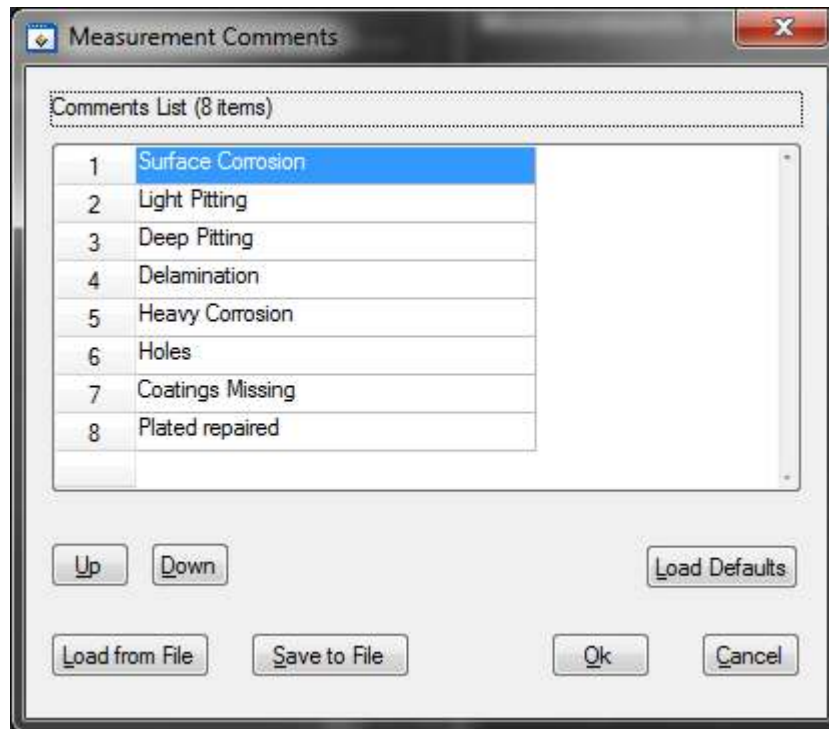 Measurement Comments
Comments List (8 items)
1 Surface Corrosion
2 Light Pitting
3 Deep Pitting
4 Delamination
5 Heavy Corrosion
6 Holes
7 Coatings Missing
8 Plated repaired
Up Down Load Defaults
Load from File Save to File Ok Cancel